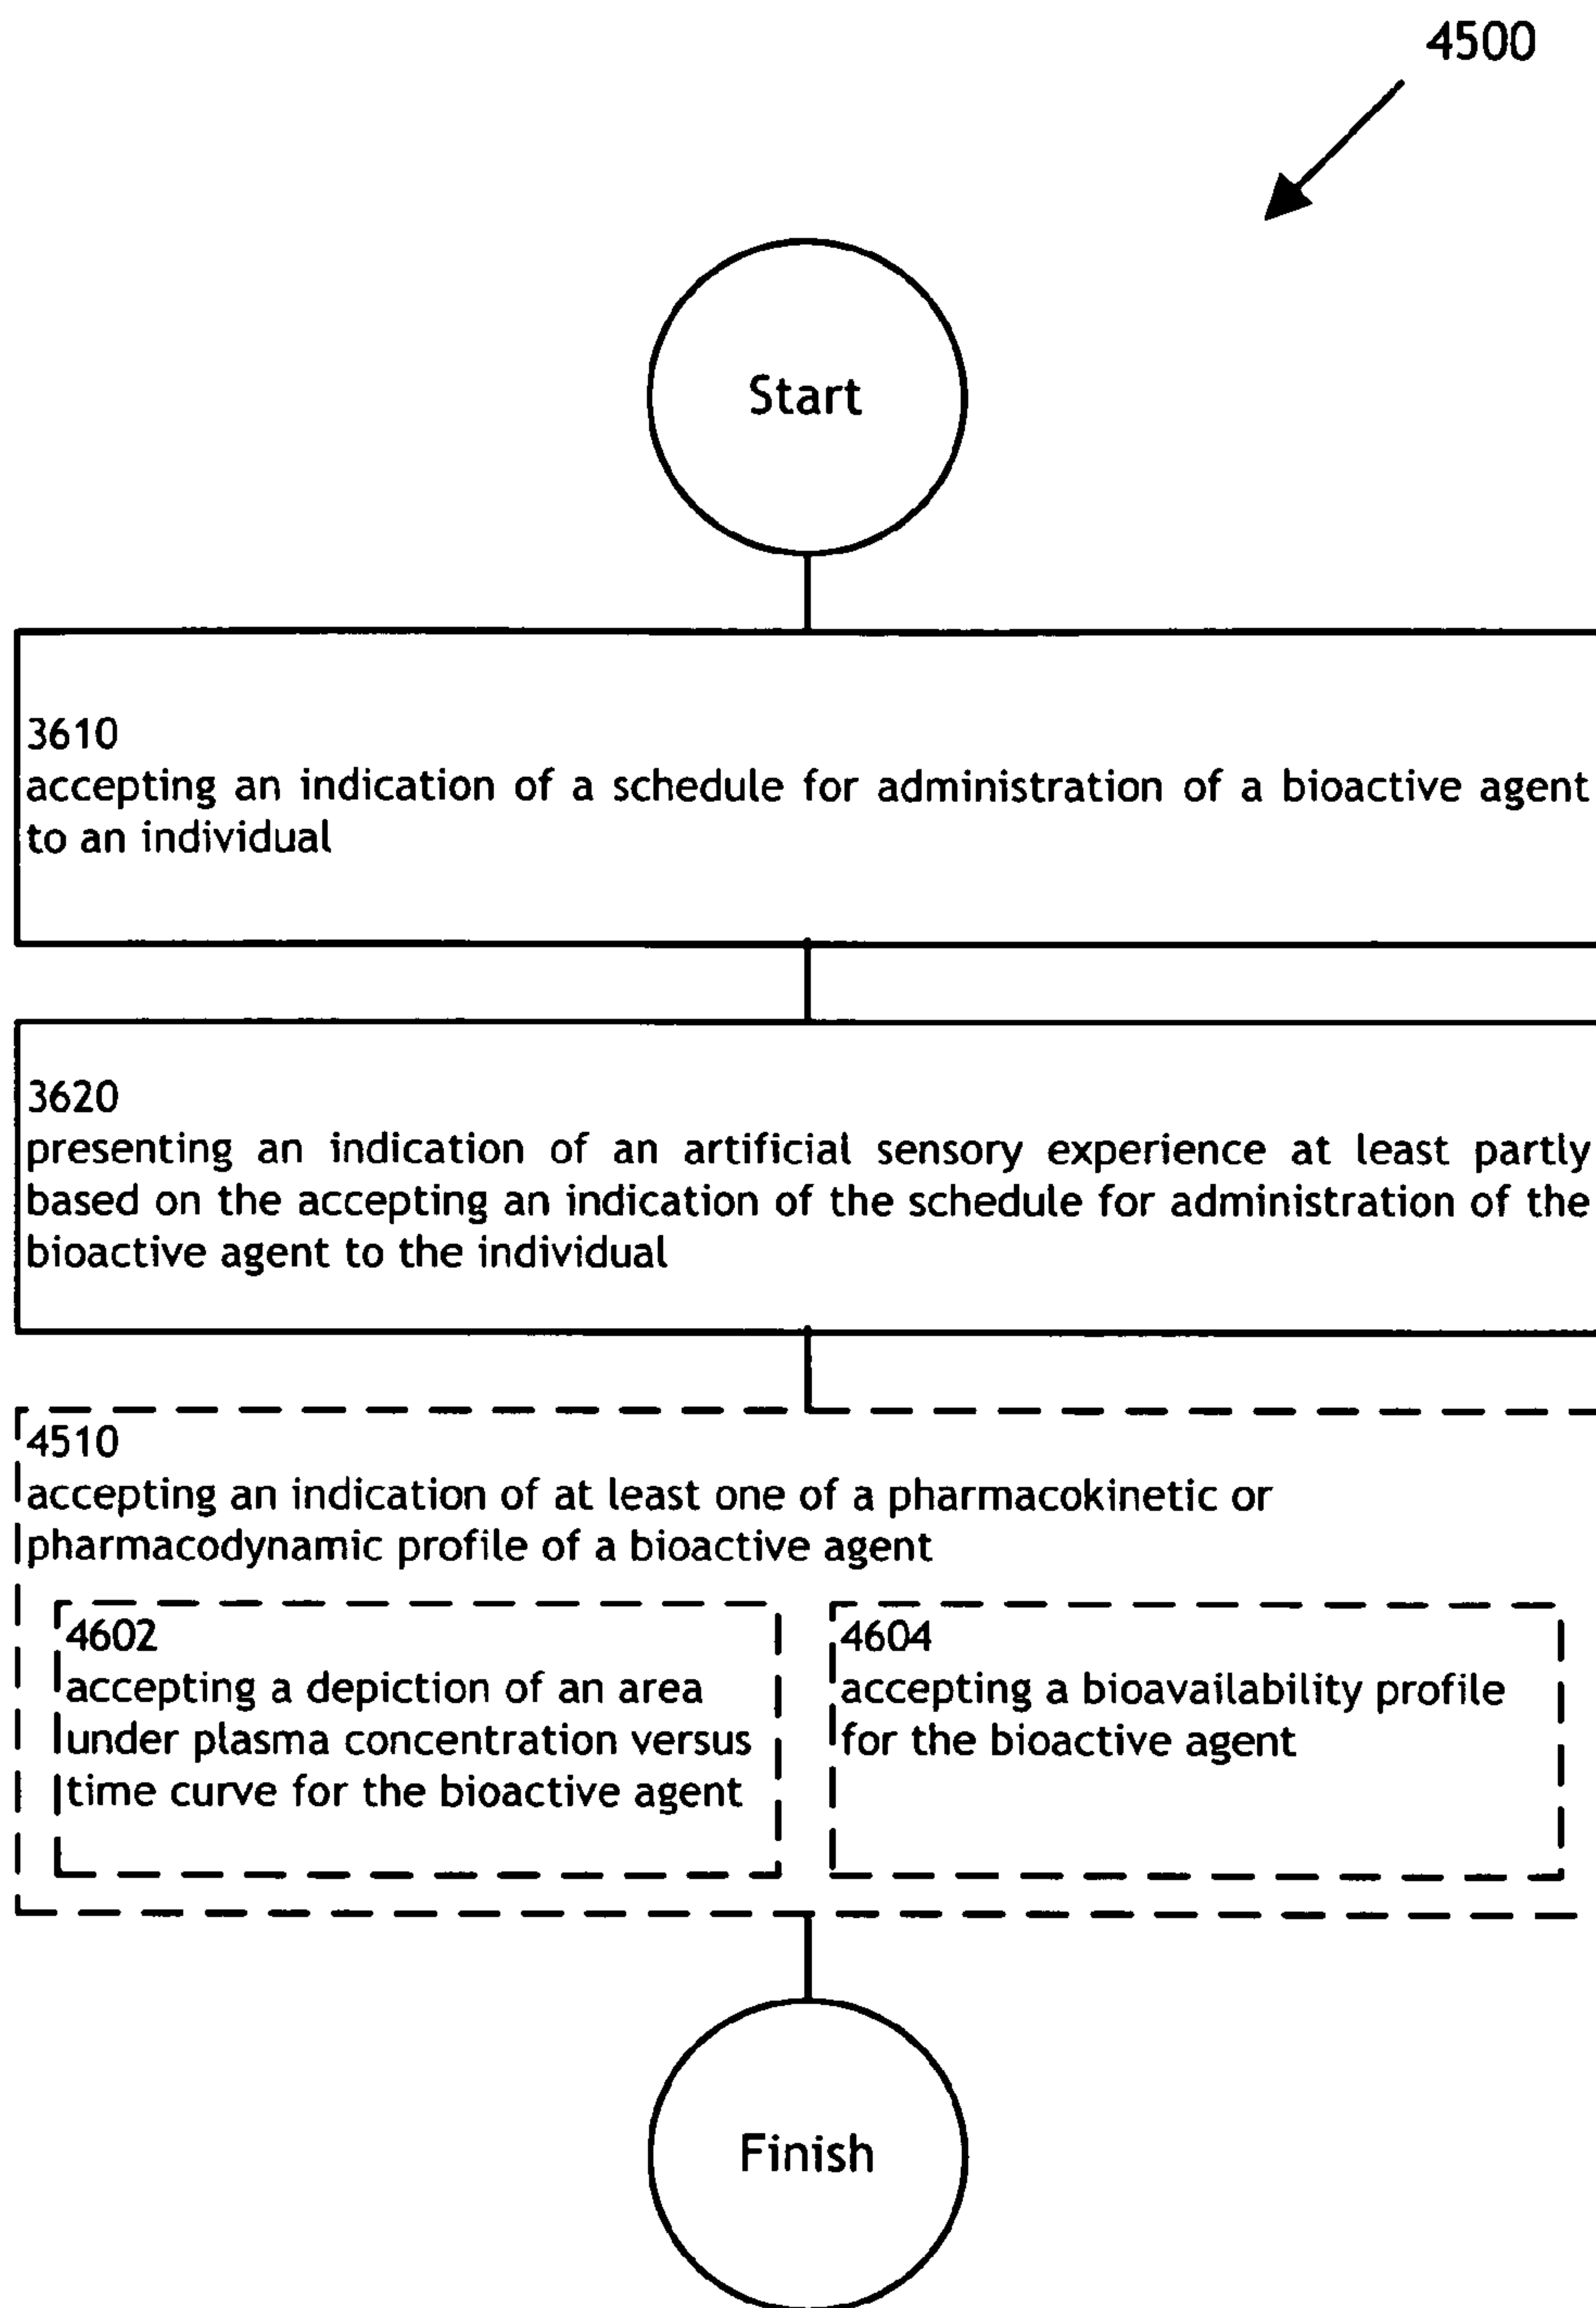 4500
Start
3610
accepting an indication of a schedule for administration of a bioactive agent
to an individual
3620
presenting an indication of an artificial sensory experience at least partly
based on the accepting an indication of the schedule for administration of the
bioactive agent to the individual
4510
accepting an indication of at least one of a pharmacokinetic or
pharmacodynamic profile of a bioactive agent
4602
accepting a depiction of an area
under plasma concentration versus
time curve for the bioactive agent
4604
accepting a bioavailability profile
for the bioactive agent
Finish